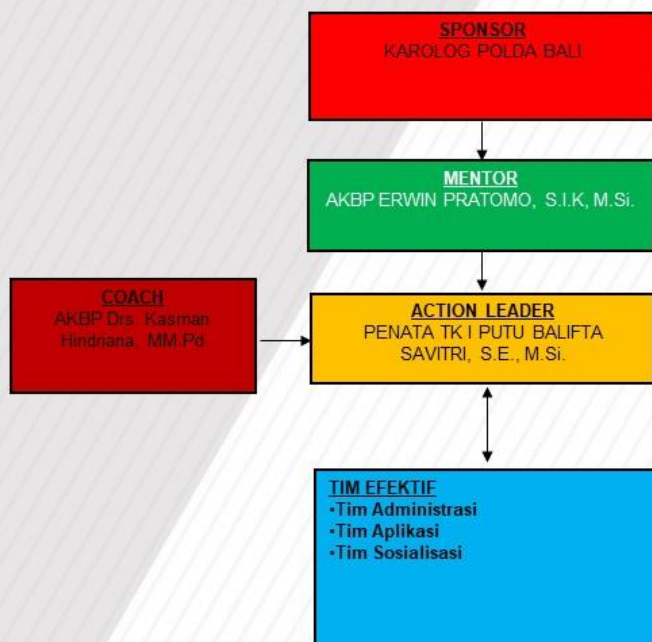 SPONSOR
KAROLOG POLDA BALI
MENTOR
AKBP ERWIN PRATOMO, S.I.K, M.Si.
COACH
AKBP Drs. Kasman
Hindriana, MM.Pd
ACTION LEADER
PENATA TK I PUTU BALIFTA
SAVITRI, S.E., M.Si.
TIM EFEKTIF
•Tim Administrasi
•Tim Aplikasi
•Tim Sosialisasi